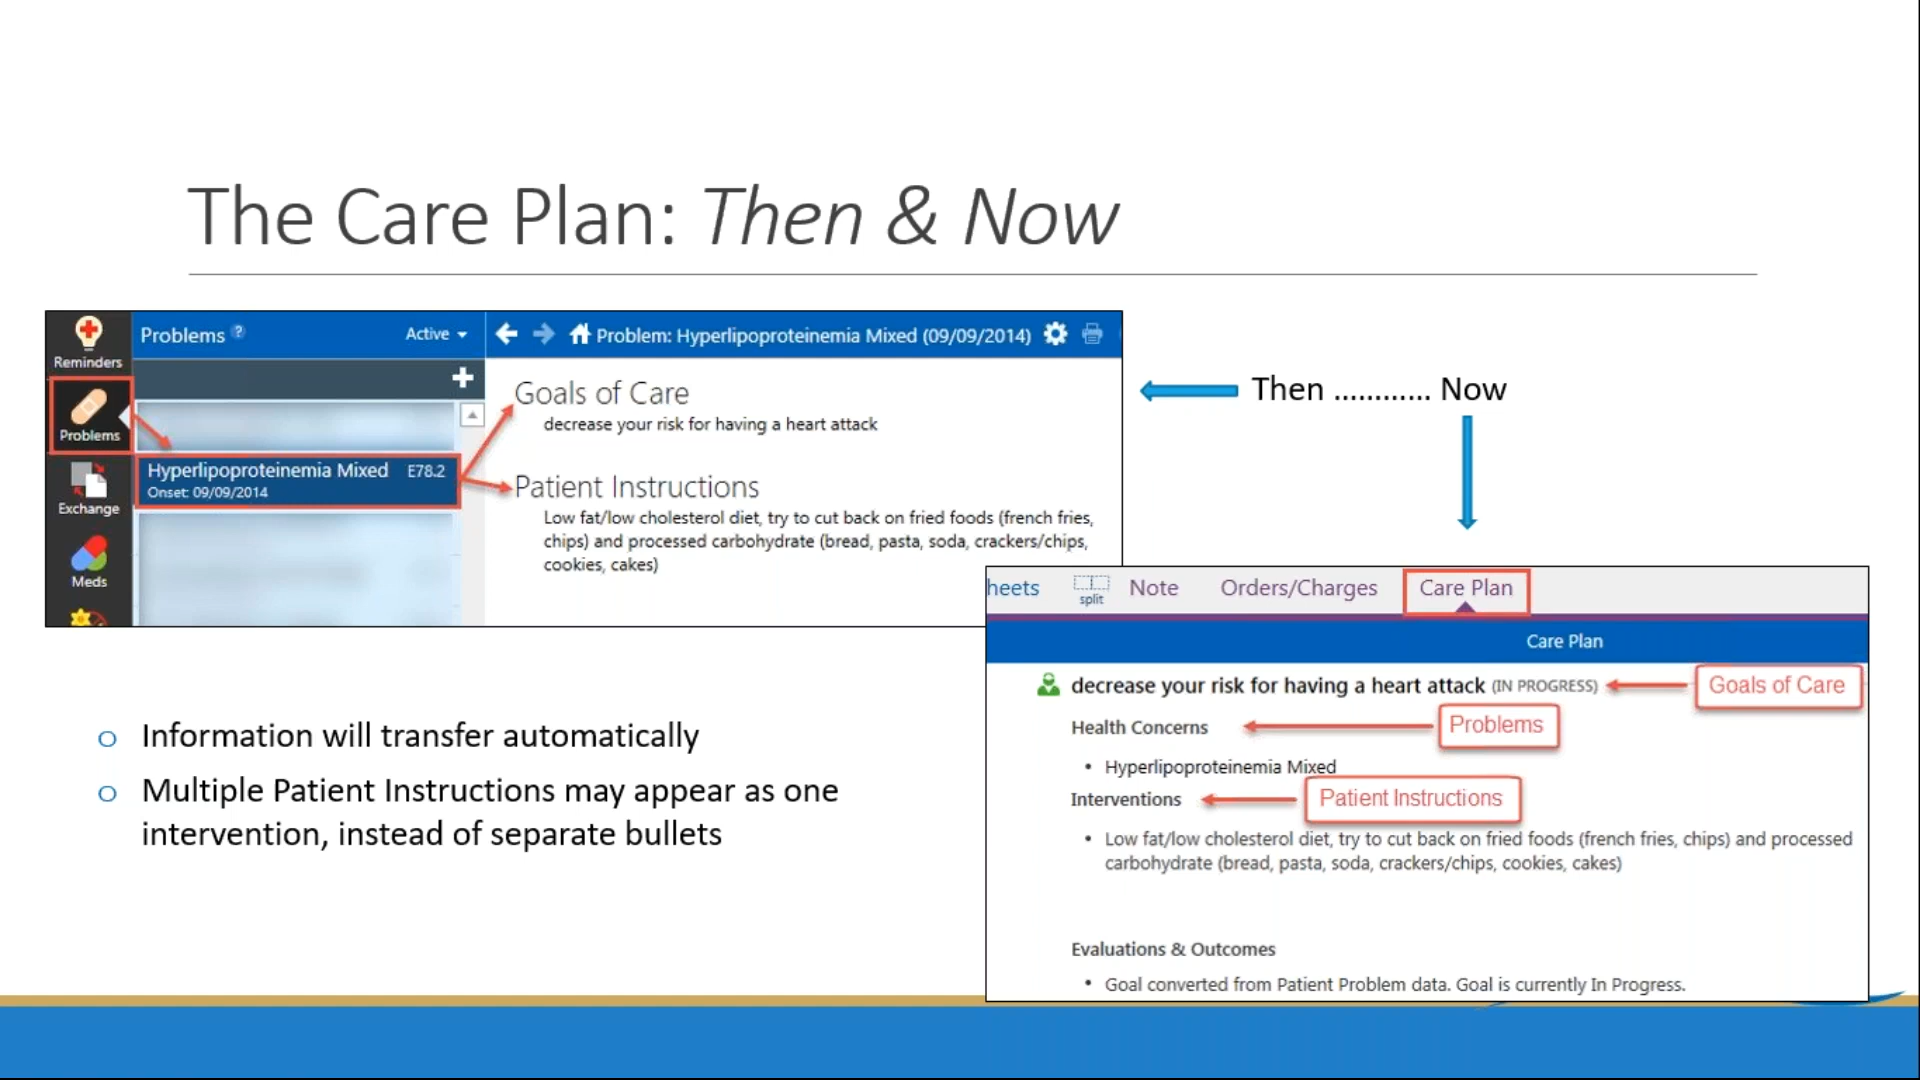 The Care Plan: Then & Now
Reminders
Problems ?
Active
Problem: Hyperlipoproteinemia Mixed (09/09/2014)
Problems
Hyperlipoproteinemia Mixed E78.2
Onset: 09/09/2014
Exchange
Meds
Goals of Care
decrease your risk for having a heart attack
Patient Instructions
Low fat/low cholesterol diet, try to cut back on fried foods (french fries,
chips) and processed carbohydrate (bread, pasta, soda, crackers/chips,
cookies, cakes)
Then ............ Now
heets
split
Note
Orders/Charges
Care Plan
Care Plan
decrease your risk for having a heart attack (IN PROGRESS)
Goals of Care
Health Concerns
Problems
• Hyperlipoproteinemia Mixed
Interventions
Patient Instructions
• Low fat/low cholesterol diet, try to cut back on fried foods (french fries, chips) and processed
carbohydrate (bread, pasta, soda, crackers/chips, cookies, cakes)
Evaluations & Outcomes
• Goal converted from Patient Problem data. Goal is currently In Progress.
o Information will transfer automatically
o Multiple Patient Instructions may appear as one
intervention, instead of separate bullets